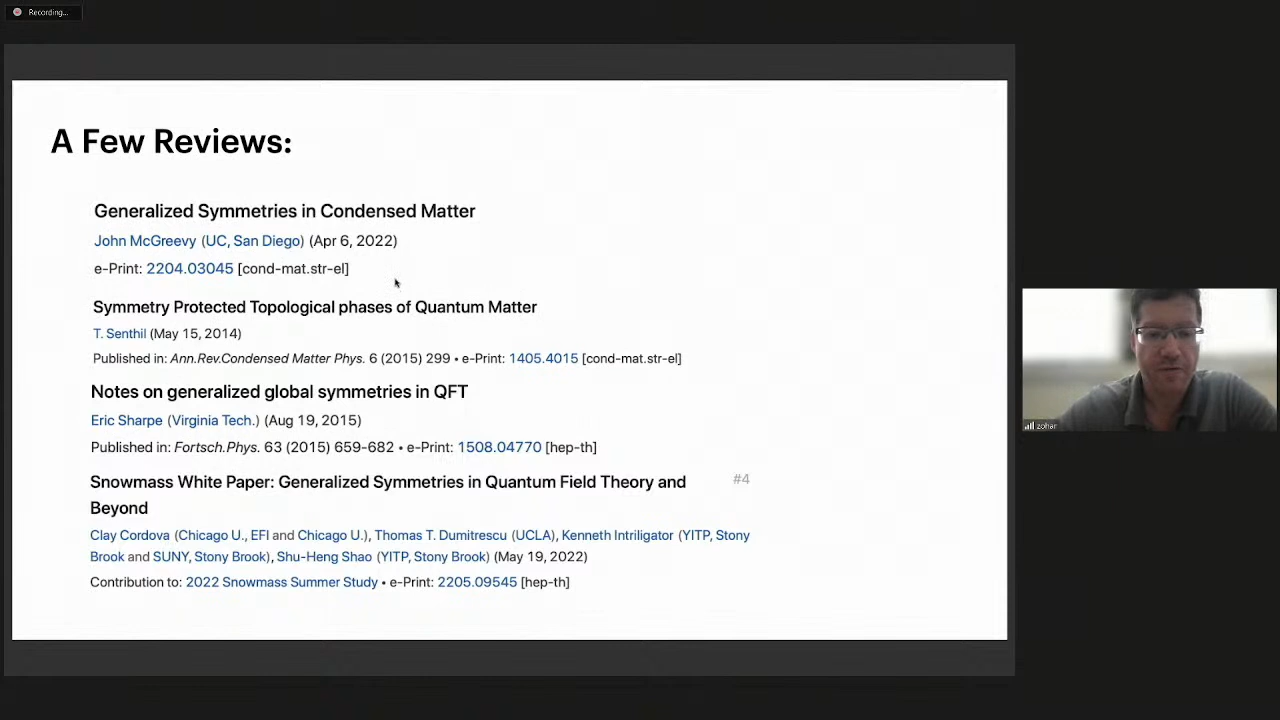 Recording...
A Few Reviews:
Generalized Symmetries in Condensed Matter
John McGreevy (UC, San Diego) (Apr 6, 2022)
e-Print: 2204.03045 [cond-mat.str-el]
Symmetry Protected Topological phases of Quantum Matter
T. Senthil (May 15, 2014)
Published in: Ann.Rev.Condensed Matter Phys. 6 (2015) 299 • e-Print: 1405.4015 [cond-mat.str-el]
Notes on generalized global symmetries in QFT
Eric Sharpe (Virginia Tech.) (Aug 19, 2015)
Published in: Fortsch.Phys. 63 (2015) 659-682 • e-Print: 1508.04770 [hep-th]
Snowmass White Paper: Generalized Symmetries in Quantum Field Theory and #4
Beyond
Clay Cordova (Chicago U., EFI and Chicago U.), Thomas T. Dumitrescu (UCLA), Kenneth Intriligator (YITP, Stony
Brook and SUNY, Stony Brook), Shu-Heng Shao (YITP, Stony Brook) (May 19, 2022)
Contribution to: 2022 Snowmass Summer Study • e-Print: 2205.09545 [hep-th]
zohar